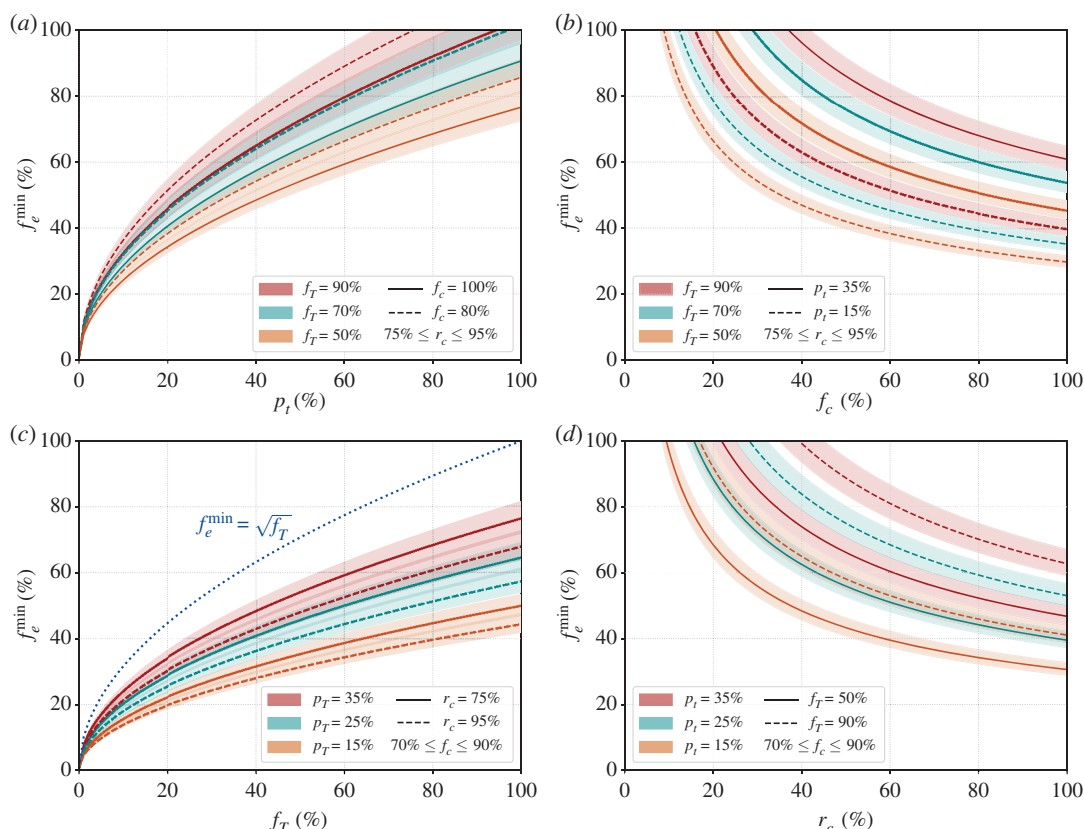 (a)
100
80
60
40
20
0
f_e^min (%)
f_T = 90%
f_T = 70%
f_T = 50%
f_c = 100%
f_c = 80%
75% ≤ r_c ≤ 95%
0 20 40 60 80 100
p_t (%)
(b)
100
80
60
40
20
0
f_e^min (%)
f_T = 90%
f_T = 70%
f_T = 50%
p_t = 35%
p_t = 15%
75% ≤ r_c ≤ 95%
0 20 40 60 80 100
f_c (%)
(c)
100
80
60
40
20
0
f_e^min (%)
f_e^min = √f_T
p_T = 35%
p_T = 25%
p_T = 15%
r_c = 75%
r_c = 95%
70% ≤ f_c ≤ 90%
0 20 40 60 80 100
f_T (%)
(d)
100
80
60
40
20
0
f_e^min (%)
p_t = 35%
p_t = 25%
p_t = 15%
f_T = 50%
f_T = 90%
70% ≤ f_c ≤ 90%
0 20 40 60 80 100
r_c (%)